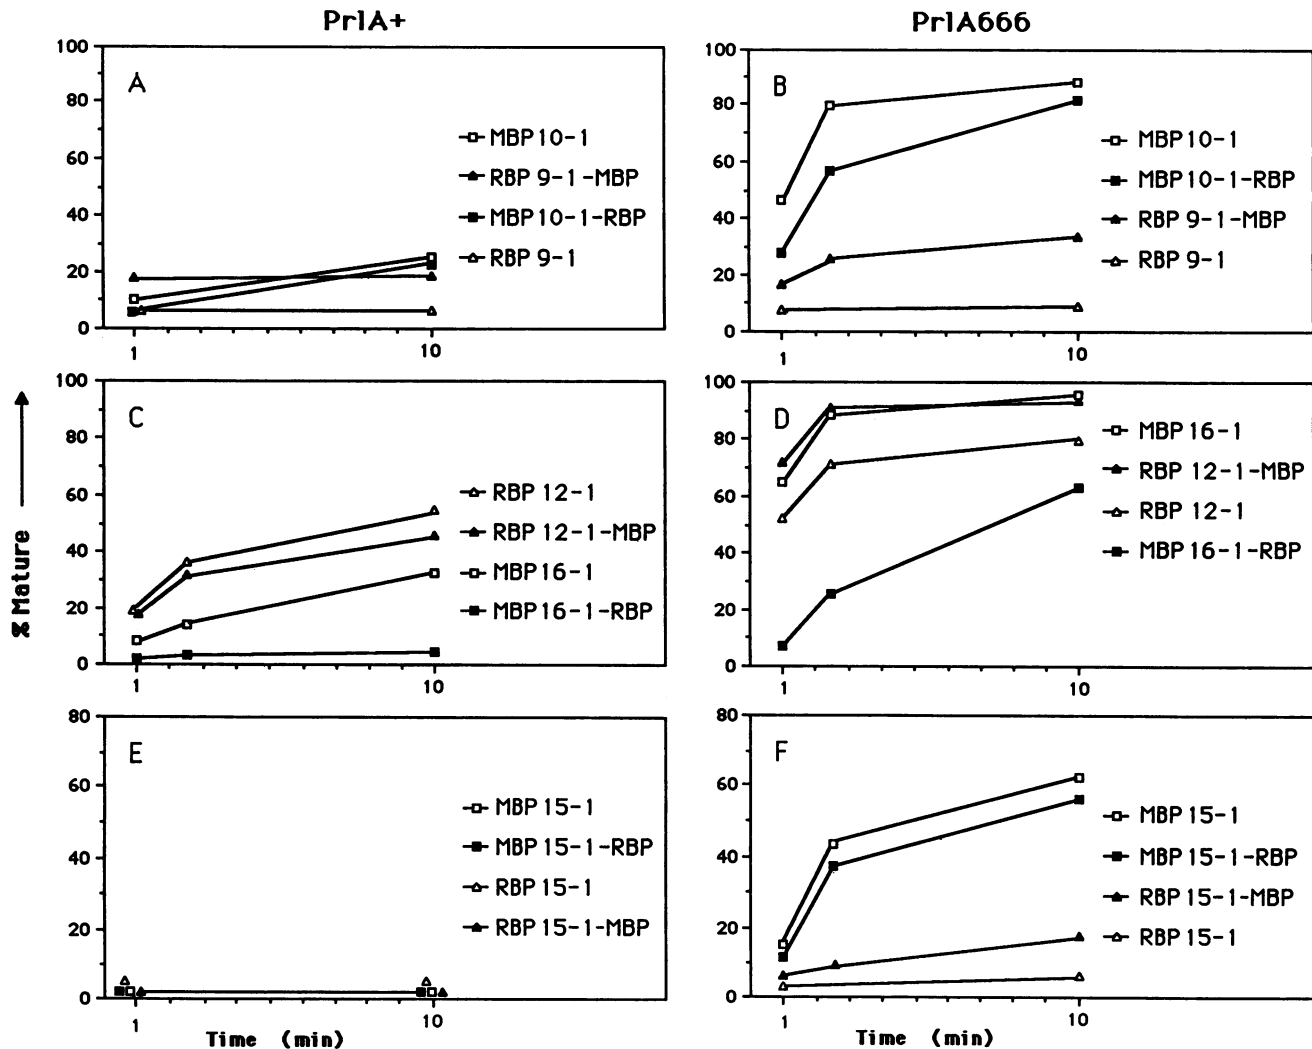 PrlA+
PrlA666
A
100
80
60
40
20
0
1
10
MBP 10-1
RBP 9-1-MBP
MBP 10-1-RBP
RBP 9-1
B
100
80
60
40
20
0
1
10
MBP 10-1
MBP 10-1-RBP
RBP 9-1-MBP
RBP 9-1
% Mature
C
100
80
60
40
20
0
1
10
RBP 12-1
RBP 12-1-MBP
MBP 16-1
MBP 16-1-RBP
D
100
80
60
40
20
0
1
10
MBP 16-1
RBP 12-1-MBP
RBP 12-1
MBP 16-1-RBP
E
80
60
40
20
0
1
10
MBP 15-1
MBP 15-1-RBP
RBP 15-1
RBP 15-1-MBP
Time (min)
F
80
60
40
20
0
1
10
MBP 15-1
MBP 15-1-RBP
RBP 15-1-MBP
RBP 15-1
Time (min)